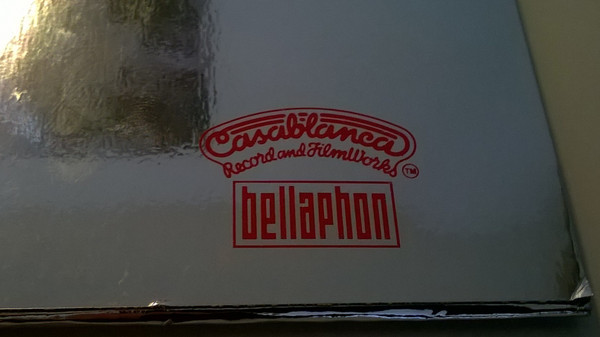 Casablanca
Record and FilmWorks TM
bellaphon